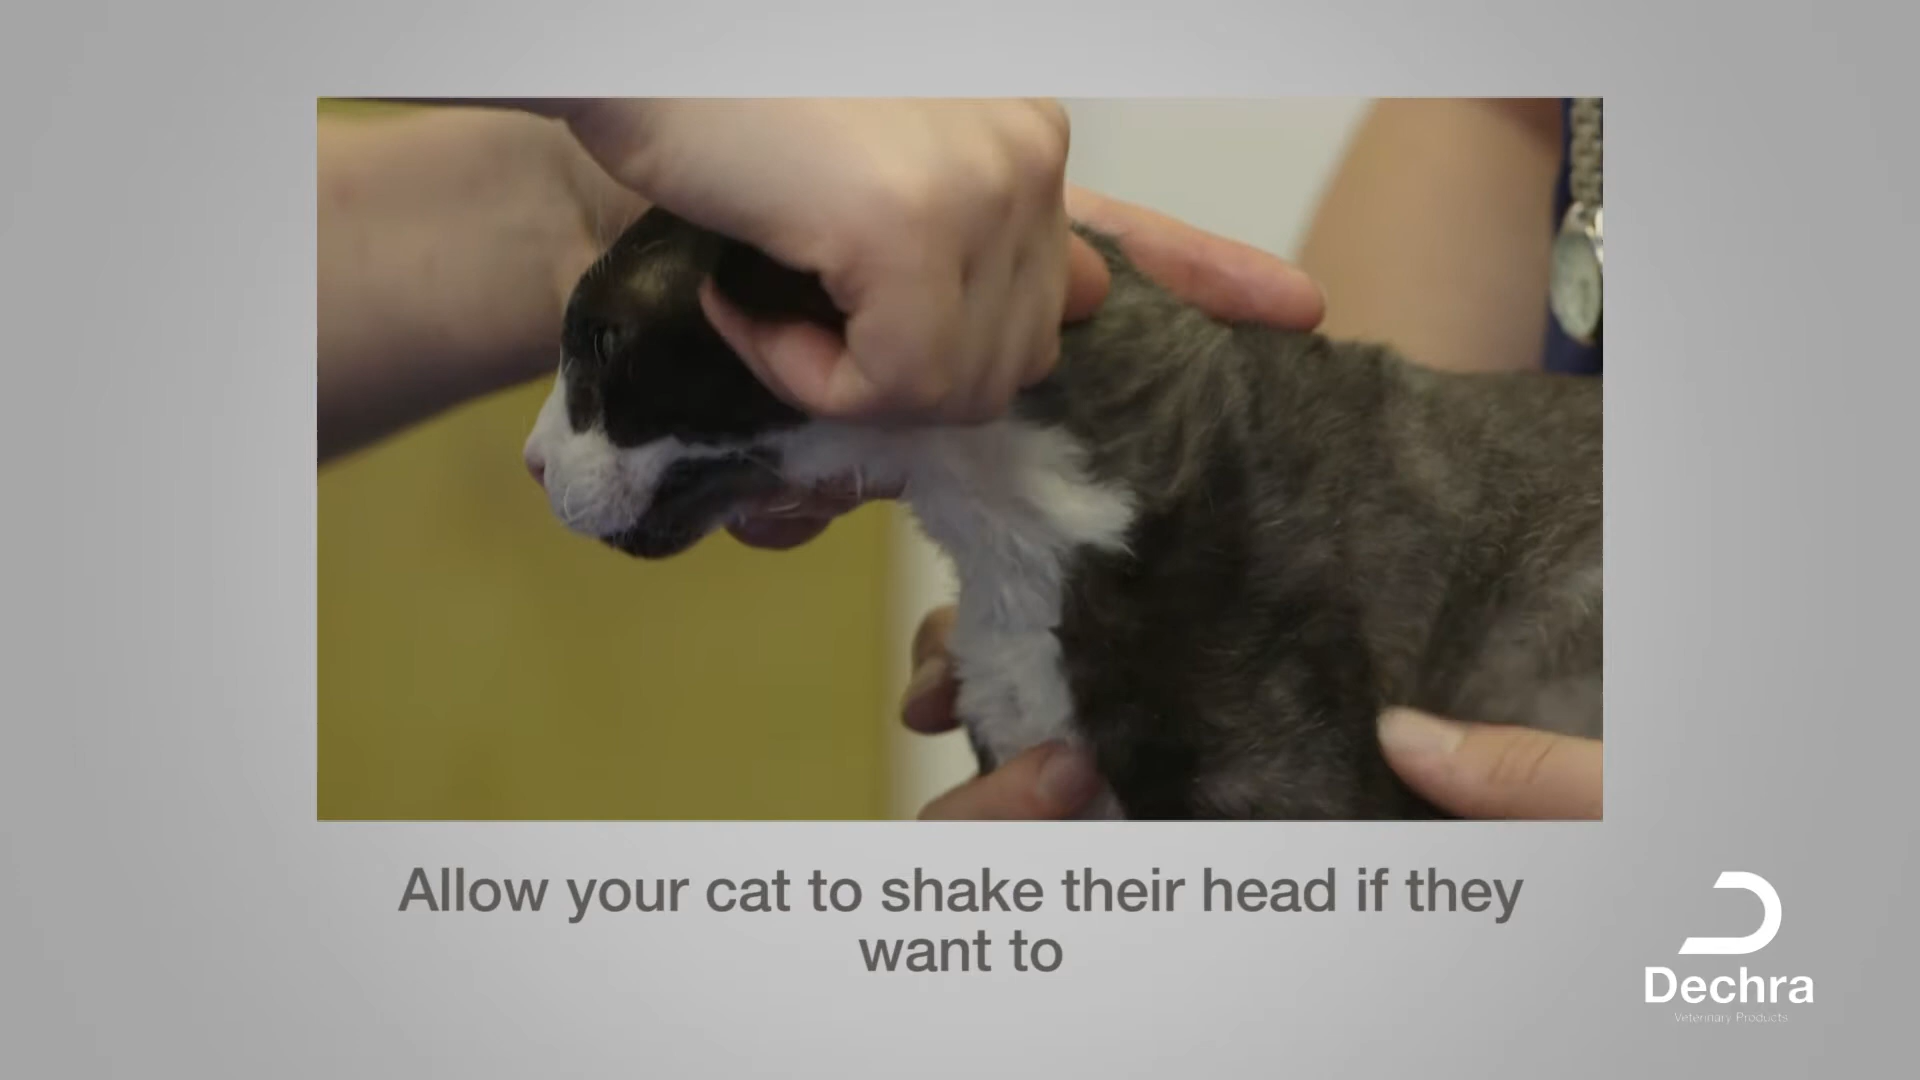 Allow your cat to shake their head if they
want to
Dechra
Veterinary Products